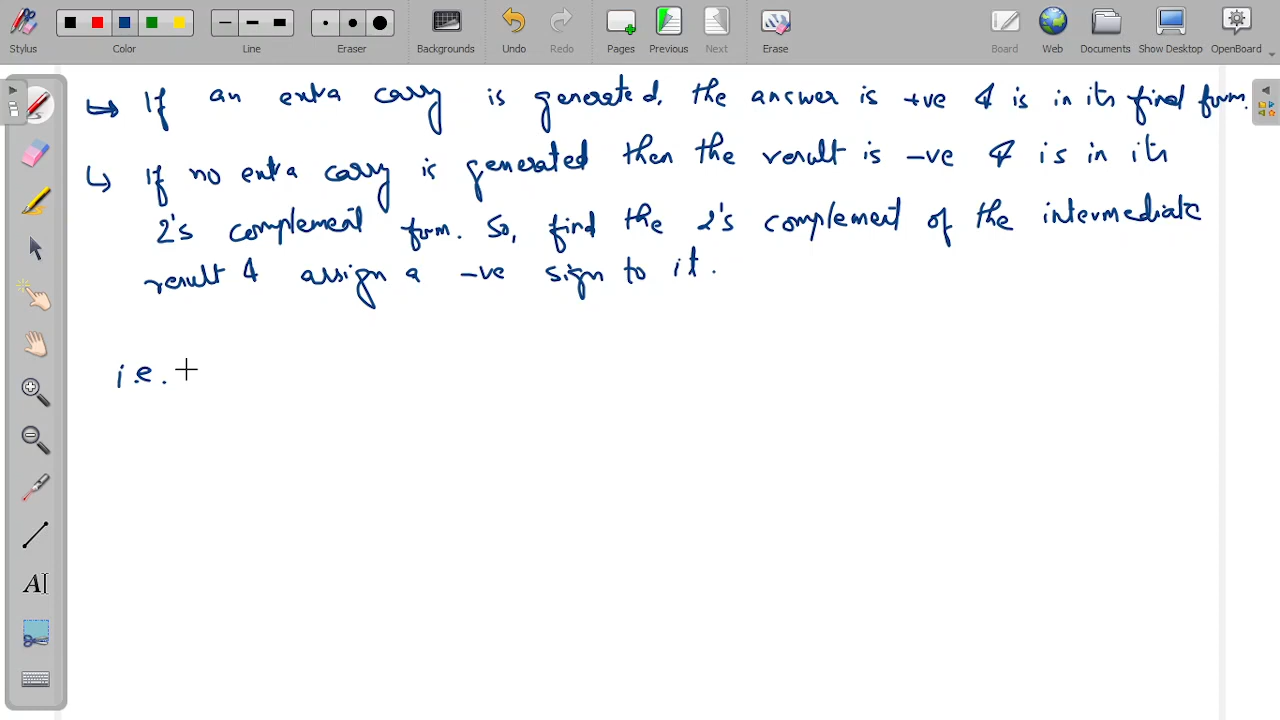 Stylus
Color
Line
Eraser
Backgrounds
Undo
Redo
Pages
Previous
Next
Erase
Board
Web
Documents
Show Desktop
OpenBoard
↳ If an extra carry is generated, the answer is +ve & is in its final form.
↳ If no extra carry is generated then the result is -ve & is in its
2's complement form. So, find the 2's complement of the intermediate
result & assign a -ve sign to it.
i.e.
AI